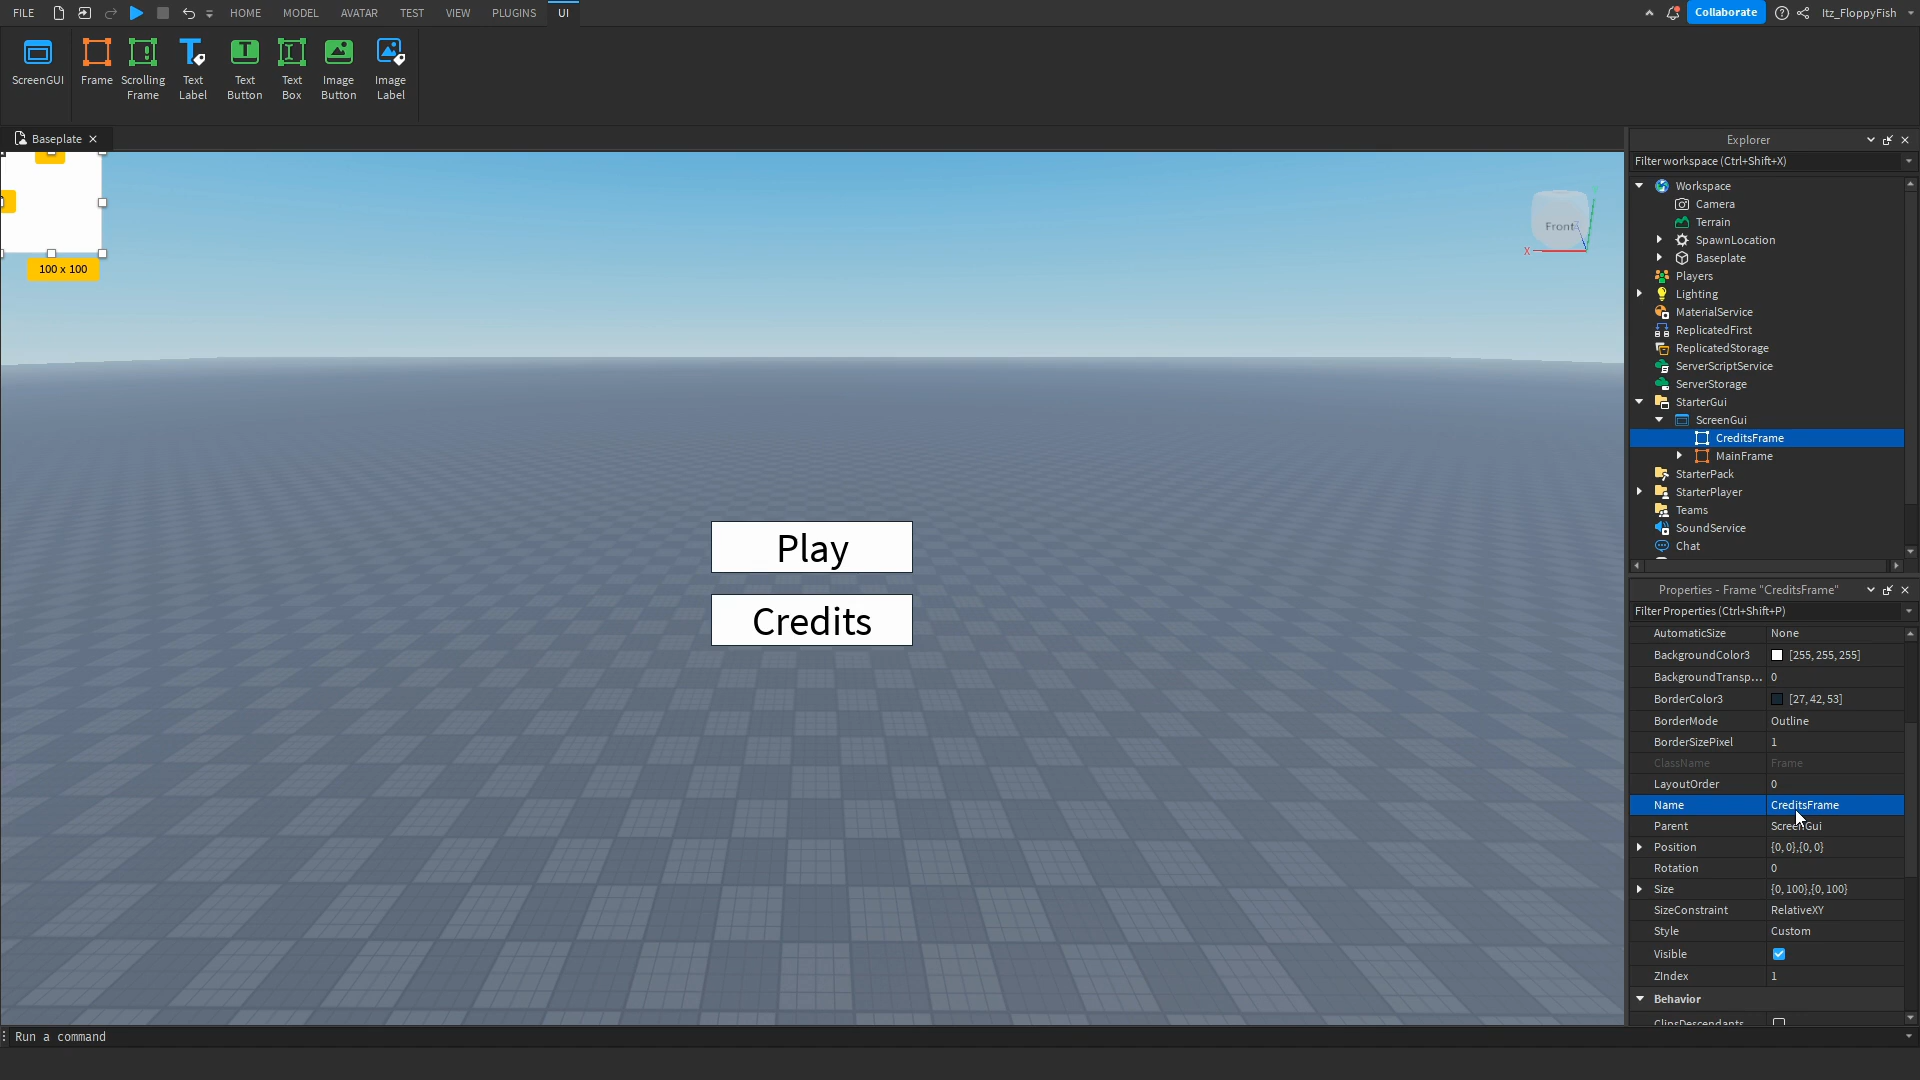 FILE HOME MODEL AVATAR TEST VIEW PLUGINS UI Collaborate Itz_FloppyFish
ScreenGUI Frame Scrolling Frame Text Label Text Button Text Box Image Button Image Label
Baseplate
Explorer
Filter workspace (Ctrl+Shift+X)
Workspace
Camera
Terrain
SpawnLocation
Baseplate
Players
Lighting
MaterialService
ReplicatedFirst
ReplicatedStorage
ServerScriptService
ServerStorage
StarterGui
ScreenGui
CreditsFrame
MainFrame
StarterPack
StarterPlayer
Teams
SoundService
Chat
100 x 100
Front
X
Play
Credits
Properties - Frame "CreditsFrame"
Filter Properties (Ctrl+Shift+P)
AutomaticSize None
BackgroundColor3 [255, 255, 255]
BackgroundTransp... 0
BorderColor3 [27, 42, 53]
BorderMode Outline
BorderSizePixel 1
ClassName Frame
LayoutOrder 0
Name CreditsFrame
Parent ScreenGui
Position {0, 0},{0, 0}
Rotation 0
Size {0, 100},{0, 100}
SizeConstraint RelativeXY
Style Custom
Visible
ZIndex 1
Behavior
ClipsDescendants
Run a command